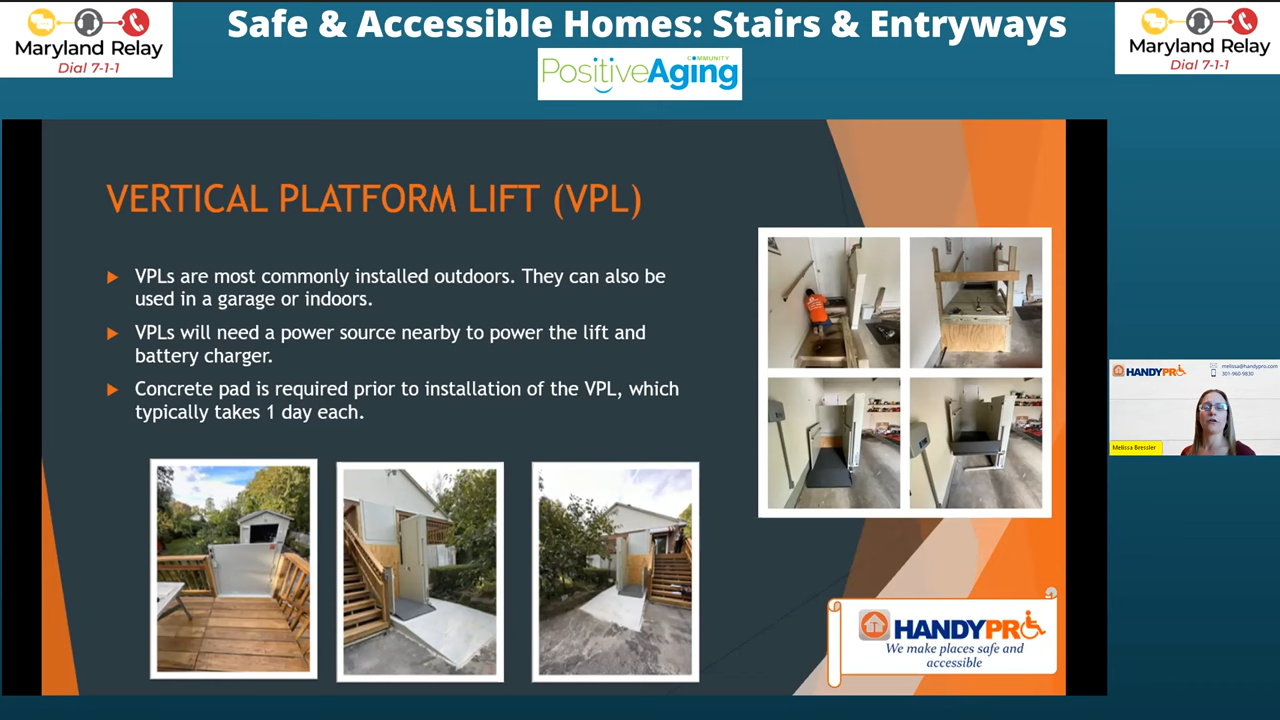 Maryland Relay
Dial 7-1-1
Safe & Accessible Homes: Stairs & Entryways
COMMUNITY
PositiveAging
Maryland Relay
Dial 7-1-1
VERTICAL PLATFORM LIFT (VPL)
VPLs are most commonly installed outdoors. They can also be
used in a garage or indoors.
VPLs will need a power source nearby to power the lift and
battery charger.
Concrete pad is required prior to installation of the VPL, which
typically takes 1 day each.
HANDYPRO
We make places safe and
accessible
HANDYPRO
melissa@handypro.com
301-960-9830
Melissa Bressler